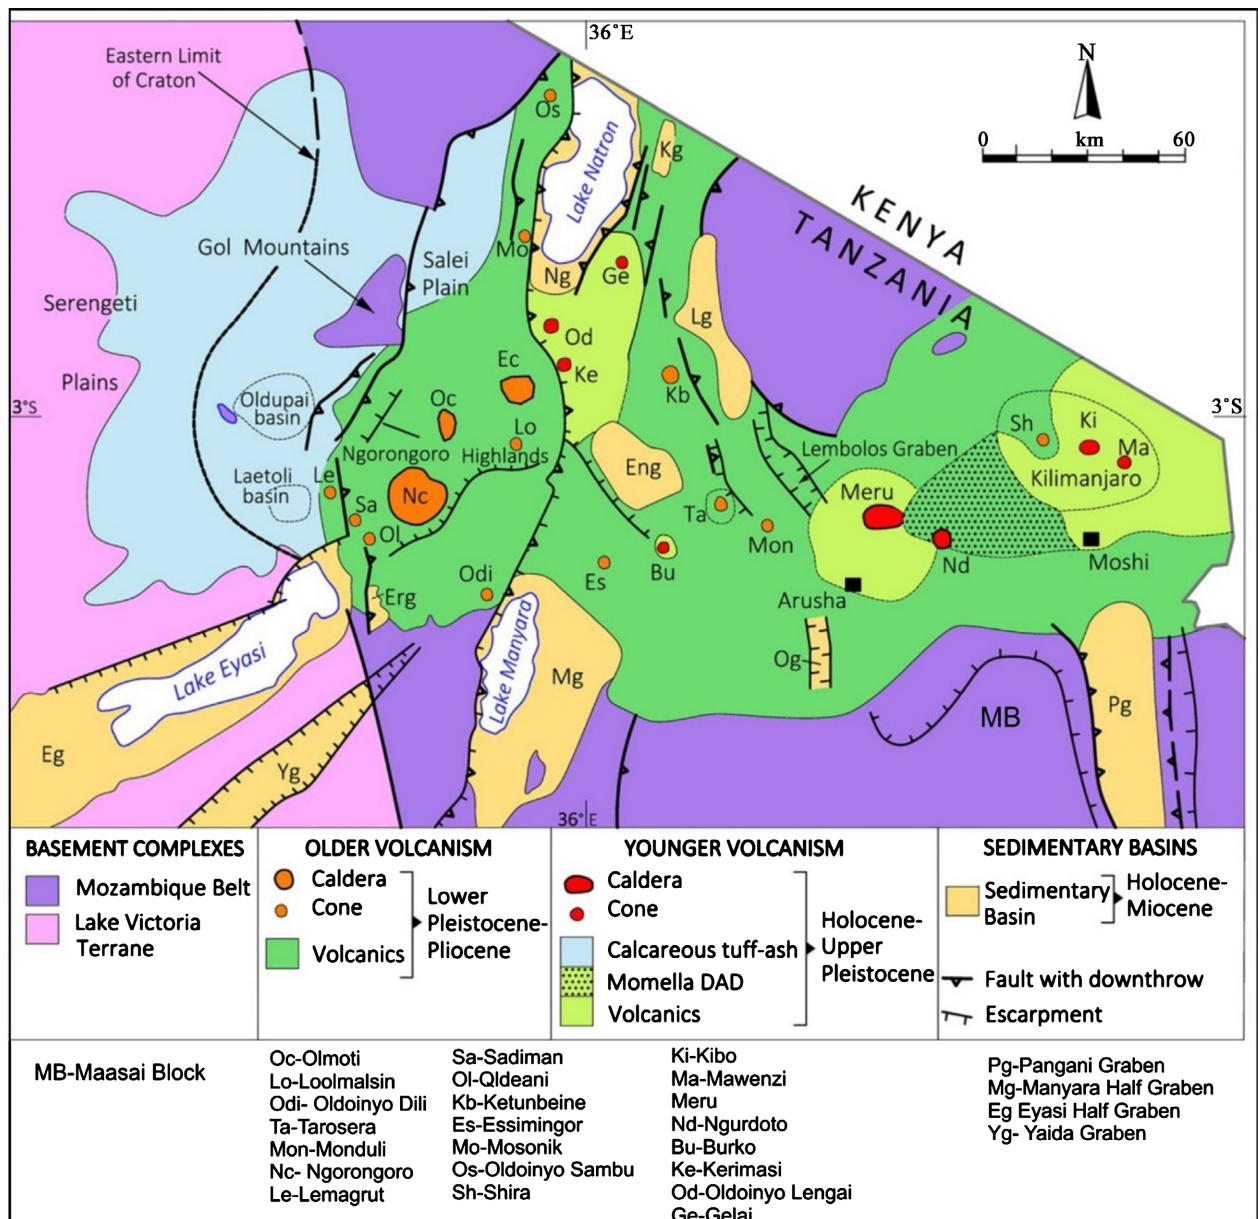 36°E
Eastern Limit
of Craton
Os
N
Lake Natron
0 km 60
Kg
KENYA
TANZANIA
Gol Mountains
Mo
Salei
Plain
Ng
Ge
Serengeti
Plains
Lg
Od
Ec
Ke
Kb
3°S
3°S
Oldupai
basin
Oc
Lo
Sh
Ki
Ma
Ngorongoro Highlands
Lembolos Graben
Kilimanjaro
Laetoli
basin
Le
Nc
Eng
Meru
Sa
Ta
Ol
Mon
Nd
Moshi
Odi
Es
Bu
Erg
Arusha
Lake Manyara
Lake Eyasi
Og
Mg
MB
Pg
Eg
Yg
36° E
BASEMENT COMPLEXES
Mozambique Belt
Lake Victoria
Terrane
OLDER VOLCANISM
Caldera
Cone
Volcanics
Lower
Pleistocene-
Pliocene
YOUNGER VOLCANISM
Caldera
Cone
Calcareous tuff-ash
Momella DAD
Volcanics
Holocene-
Upper
Pleistocene
SEDIMENTARY BASINS
Sedimentary
Basin
Holocene-
Miocene
Fault with downthrow
Escarpment
MB-Maasai Block
Oc-Olmoti
Lo-Loolmalsin
Odi- Oldoinyo Dili
Ta-Tarosera
Mon-Monduli
Nc- Ngorongoro
Le-Lemagrut
Sa-Sadiman
Ol-Qldeani
Kb-Ketunbeine
Es-Essimingor
Mo-Mosonik
Os-Oldoinyo Sambu
Sh-Shira
Ki-Kibo
Ma-Mawenzi
Meru
Nd-Ngurdoto
Bu-Burko
Ke-Kerimasi
Od-Oldoinyo Lengai
Ge-Gelai
Pg-Pangani Graben
Mg-Manyara Half Graben
Eg Eyasi Half Graben
Yg- Yaida Graben